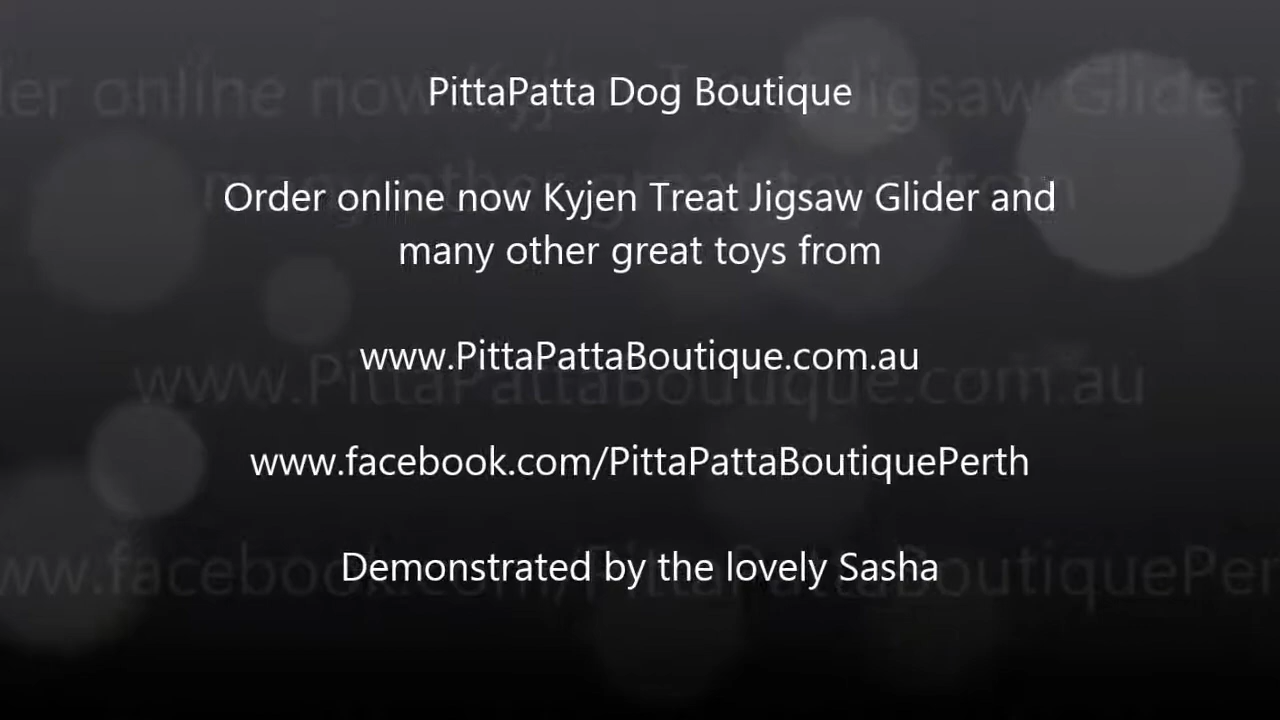 PittaPatta Dog Boutique
Order online now Kyjen Treat Jigsaw Glider and
many other great toys from
www.PittaPattaBoutique.com.au
www.facebook.com/PittaPattaBoutiquePerth
Demonstrated by the lovely Sasha